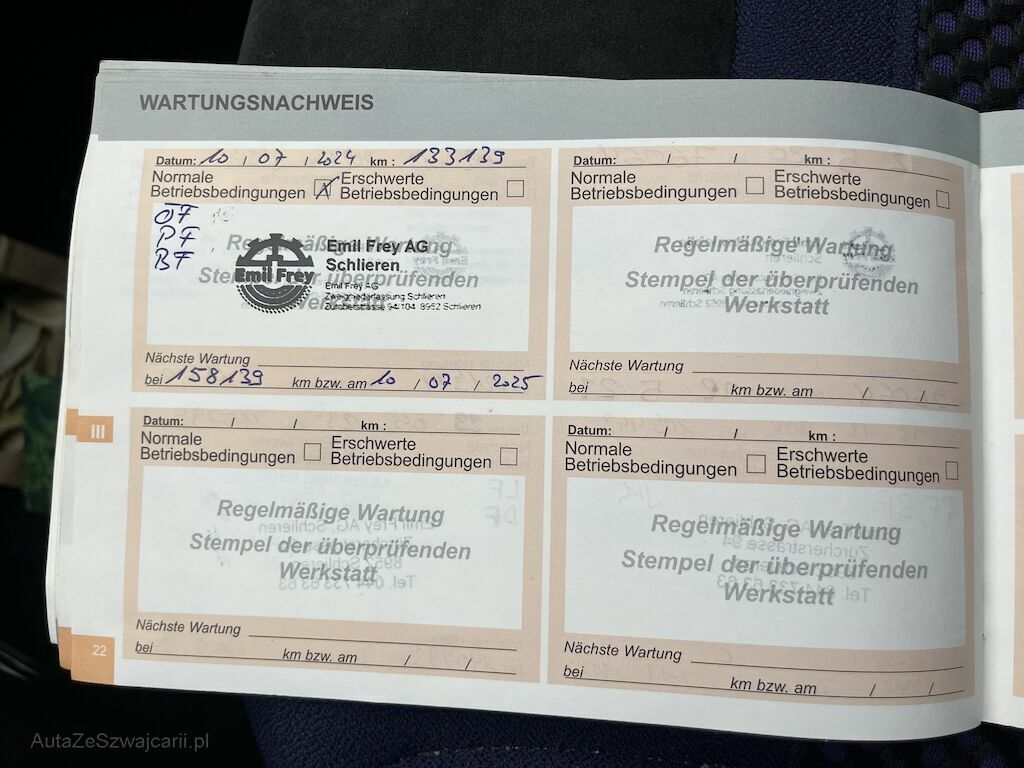 WARTUNGSNACHWEIS
Datum: 10 / 07 / 2024 km : 133139
Normale Betriebsbedingungen X Erschwerte Betriebsbedingungen
ÖF
PF
BF
Regelmäßige Wartung
Stempel der überprüfenden
Werkstatt
Emil Frey
Emil Frey AG
Schlieren
Emil Frey AG
Zweigniederlassung Schlieren
Zürcherstrasse 94/104 8952 Schlieren
Nächste Wartung
bei 158139 km bzw. am 10 / 07 / 2025
Datum: / / km :
Normale Betriebsbedingungen Erschwerte Betriebsbedingungen
Regelmäßige Wartung
Stempel der überprüfenden
Werkstatt
Nächste Wartung
bei km bzw. am / /
III
Datum: / / km :
Normale Betriebsbedingungen Erschwerte Betriebsbedingungen
Regelmäßige Wartung
Stempel der überprüfenden
Werkstatt
Nächste Wartung
bei km bzw. am / /
Datum: / / km :
Normale Betriebsbedingungen Erschwerte Betriebsbedingungen
Regelmäßige Wartung
Stempel der überprüfenden
Werkstatt
Nächste Wartung
bei km bzw. am / /
22
AutaZeSzwajcarii.pl